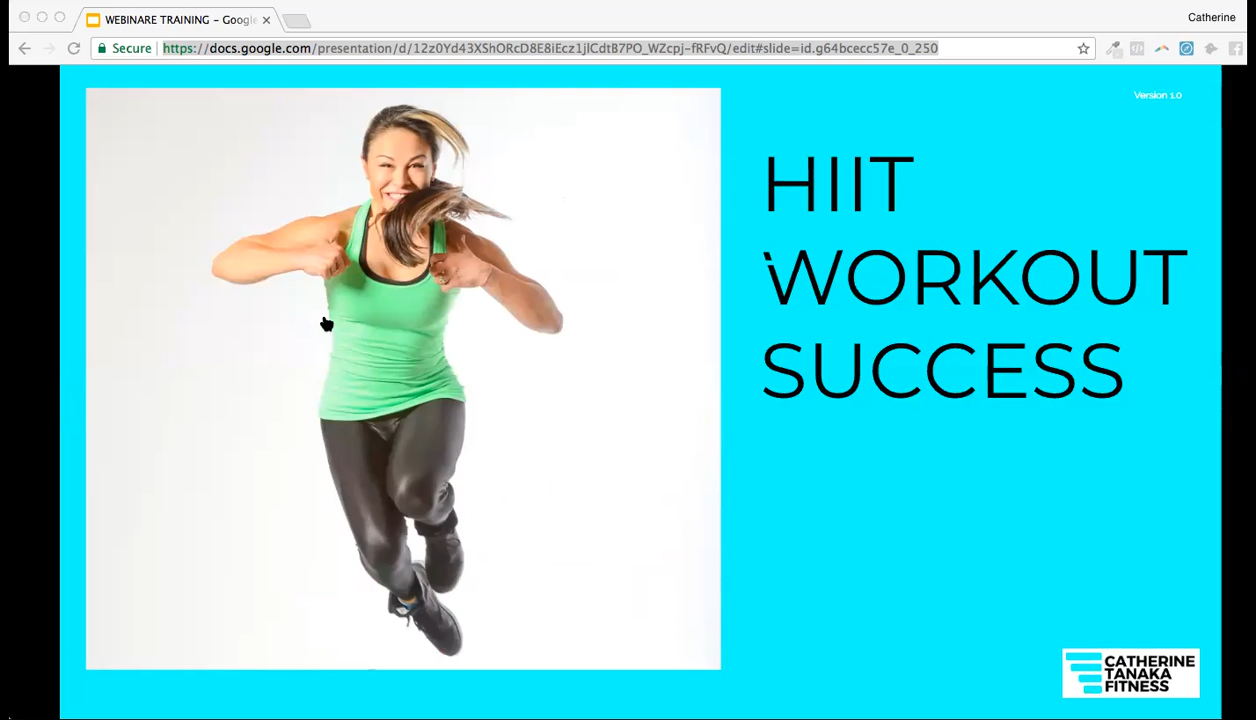 WEBINARE TRAINING - Google
Catherine
Secure
https://docs.google.com/presentation/d/12z0Yd43XShORcD8E8iEcz1jlCdtB7PO_WZcpj-fRFvQ/edit#slide=id.g64bcecc57e_0_250
Version 1.0
HIIT
WORKOUT
SUCCESS
CATHERINE
TANAKA
FITNESS